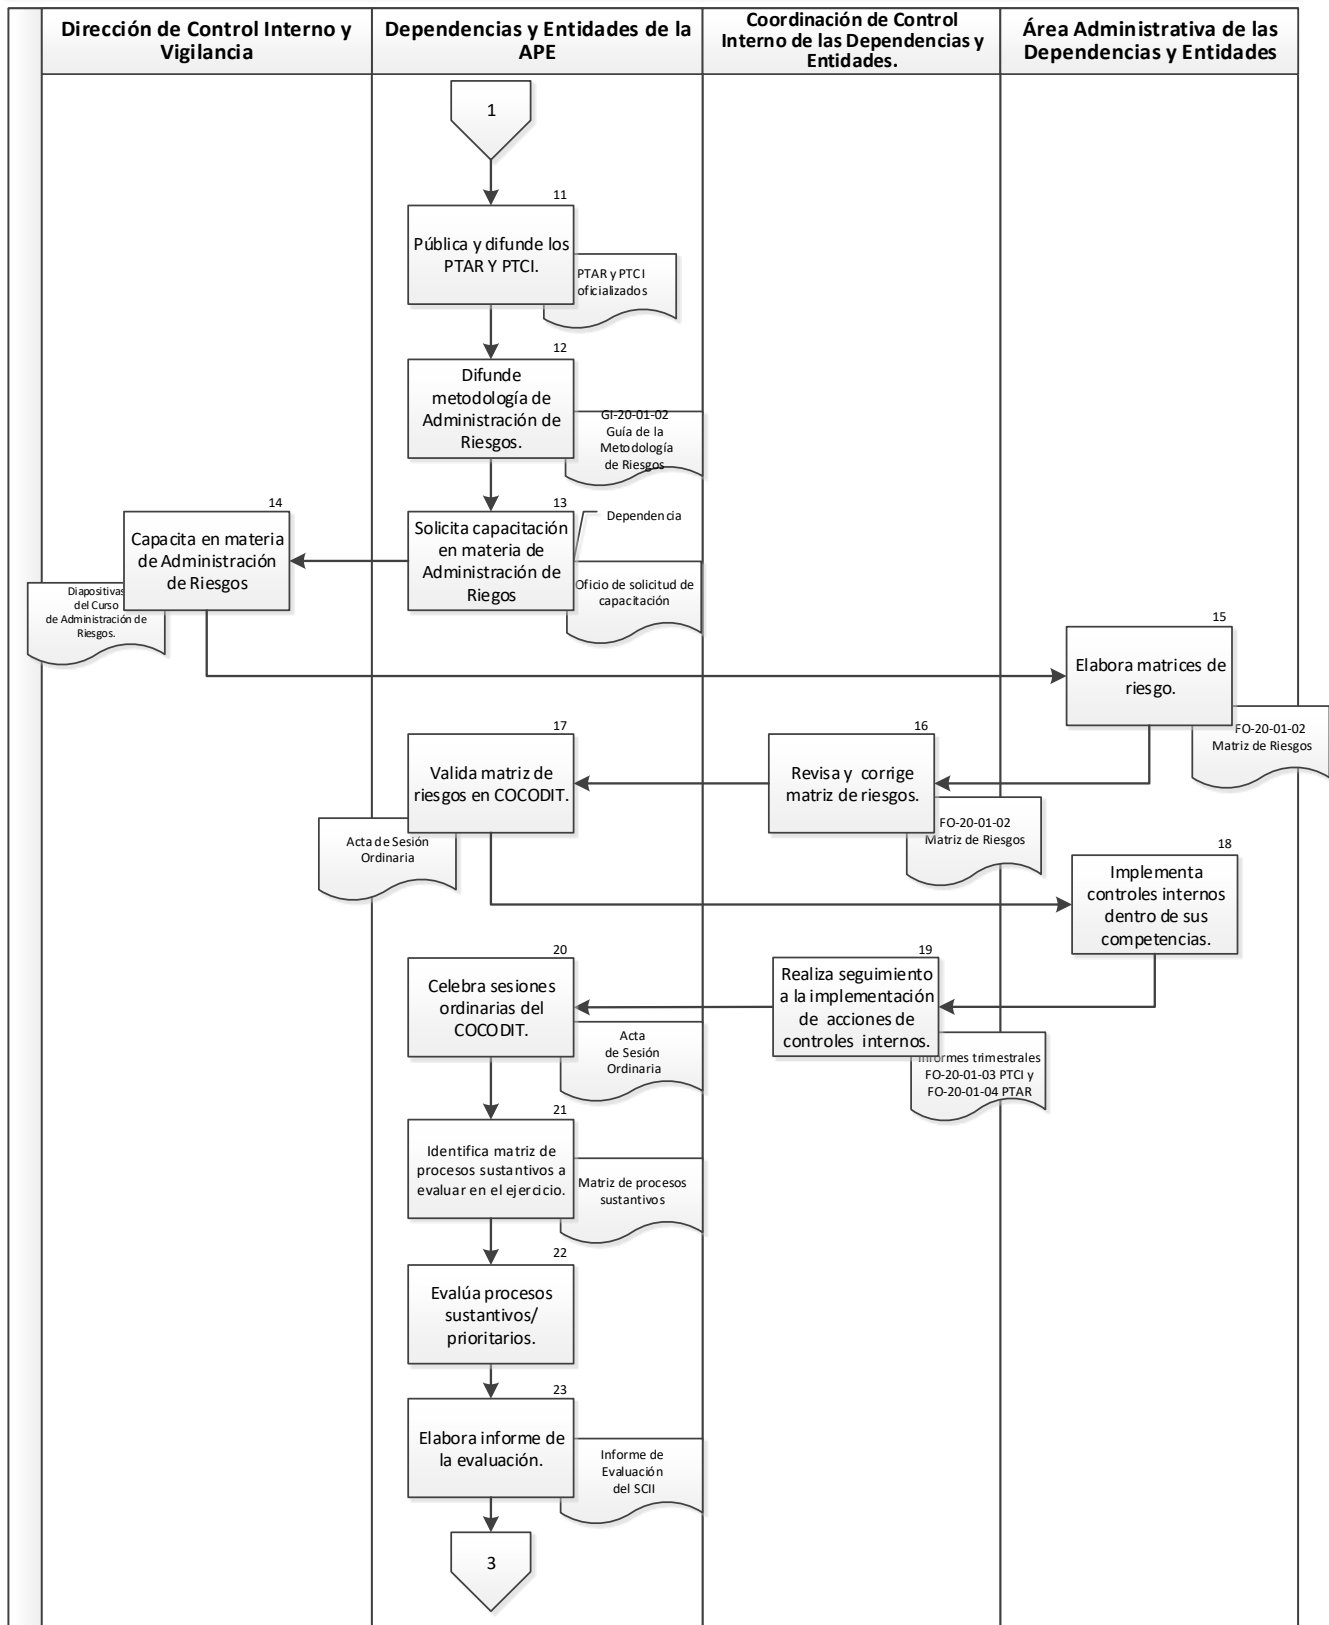 Dirección de Control Interno y
Vigilancia
Dependencias y Entidades de la
APE
Coordinación de Control
Interno de las Dependencias y
Entidades.
Área Administrativa de las
Dependencias y Entidades
1
11
Pública y difunde los
PTAR Y PTCI.
PTAR y PTCI
oficializados
12
Difunde
metodología de
Administración de
Riesgos.
GI-20-01-02
Guía de la
Metodología
de Riesgos
13
Solicita capacitación
en materia de
Administración de
Riegos
Dependencia
Oficio de solicitud de
capacitación
14
Capacita en materia
de Administración
de Riesgos
Diapositivas
del Curso
de Administración de
Riesgos.
15
Elabora matrices de
riesgo.
FO-20-01-02
Matriz de Riesgos
16
Revisa y corrige
matriz de riesgos.
FO-20-01-02
Matriz de Riesgos
17
Valida matriz de
riesgos en COCODIT.
Acta de Sesión
Ordinaria
18
Implementa
controles internos
dentro de sus
competencias.
19
Realiza seguimiento
a la implementación
de acciones de
controles internos.
Informes trimestrales
FO-20-01-03 PTCI y
FO-20-01-04 PTAR
20
Celebra sesiones
ordinarias del
COCODIT.
Acta
de Sesión
Ordinaria
21
Identifica matriz de
procesos sustantivos a
evaluar en el ejercicio.
Matriz de procesos
sustantivos
22
Evalúa procesos
sustantivos/
prioritarios.
23
Elabora informe de
la evaluación.
Informe de
Evaluación
del SCII
3